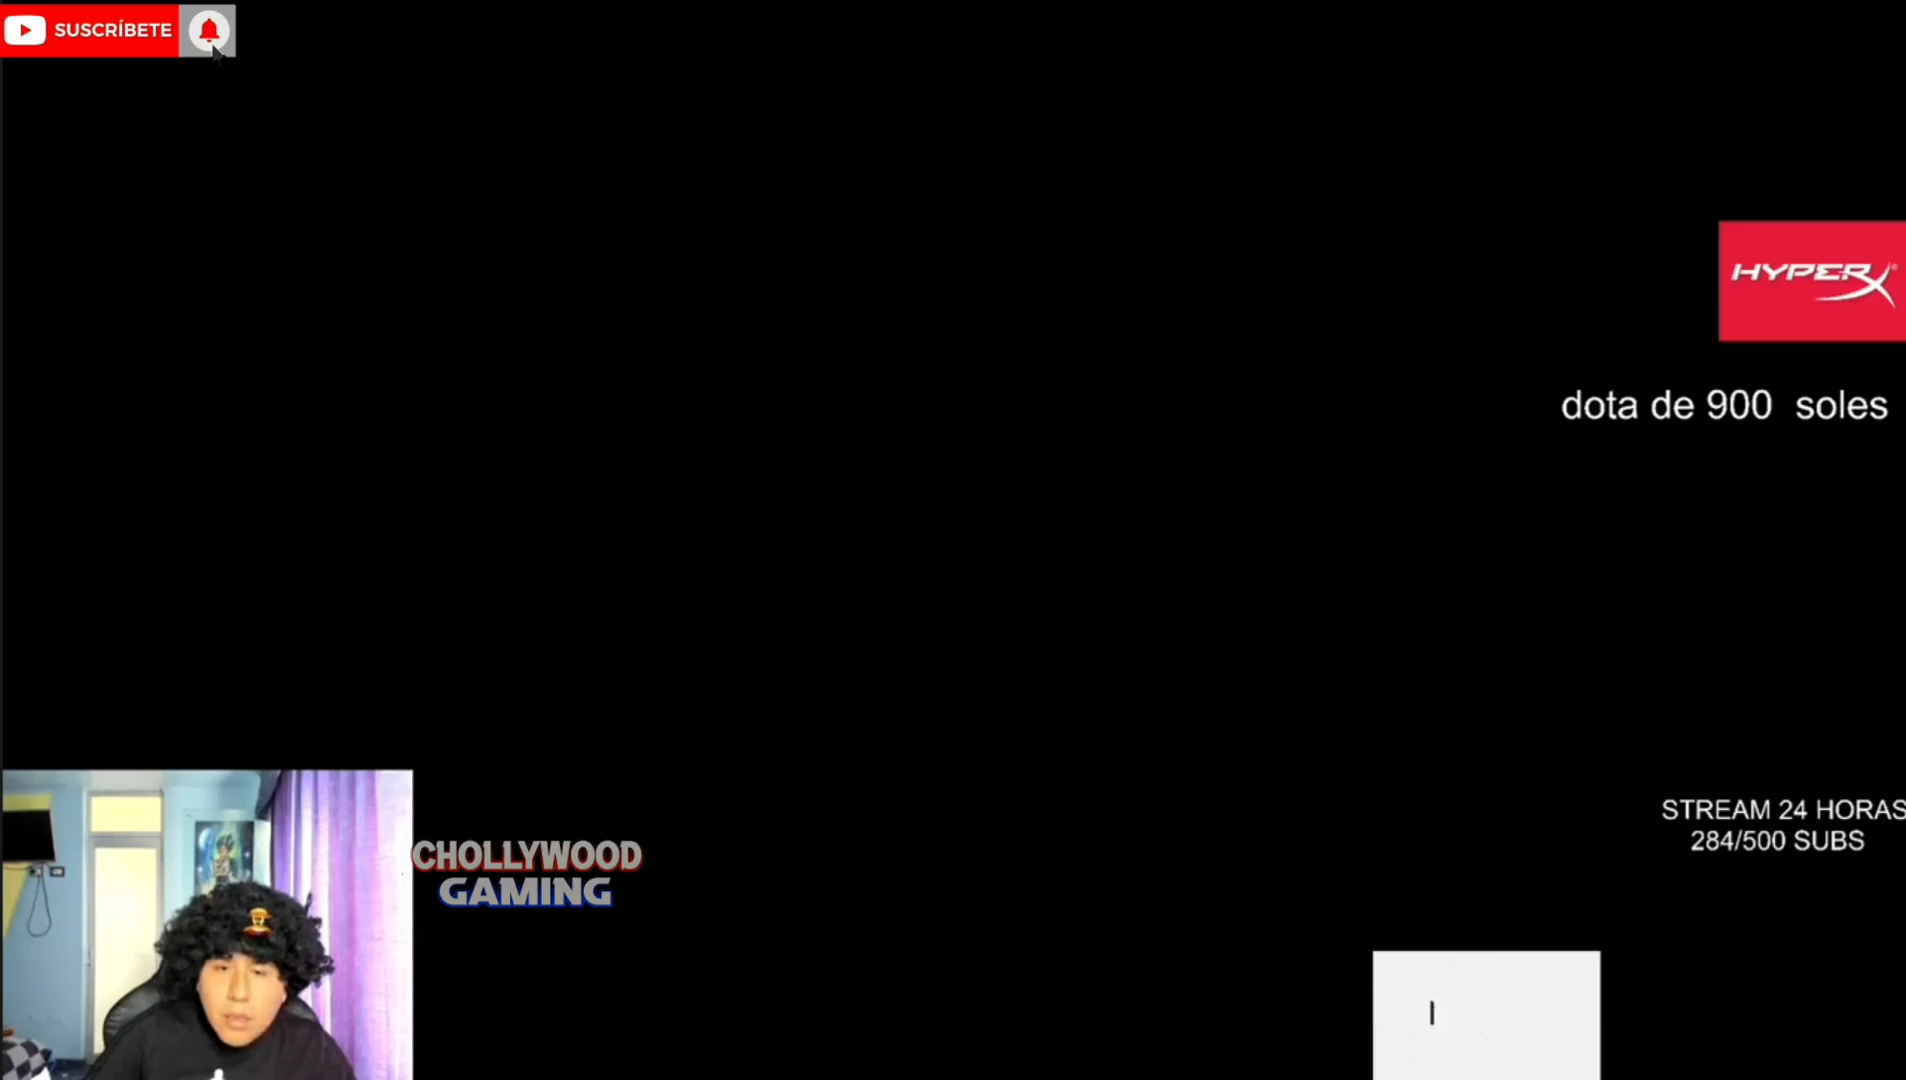 SUSCRÍBETE
HYPERX
dota de 900 soles
STREAM 24 HORAS
284/500 SUBS
CHOLLYWOOD
GAMING